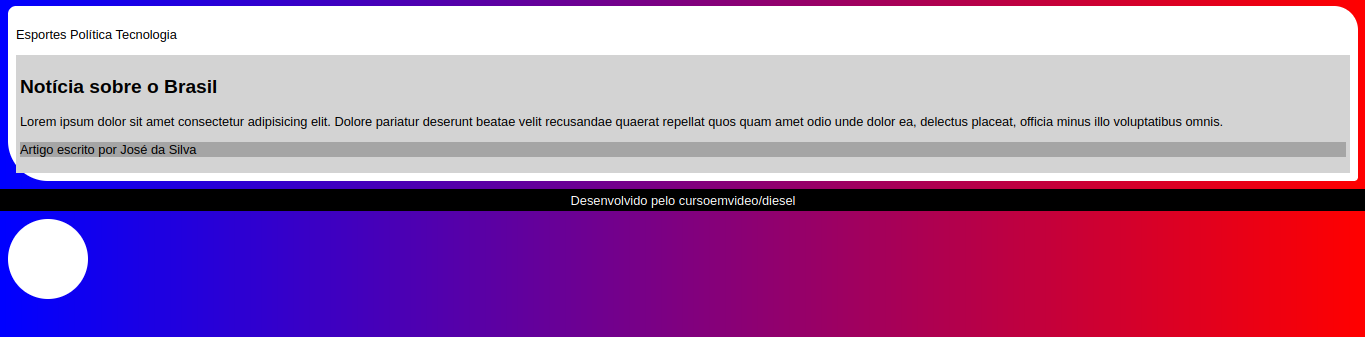 Esportes Política Tecnologia
Notícia sobre o Brasil
Lorem ipsum dolor sit amet consectetur adipisicing elit. Dolore pariatur deserunt beatae velit recusandae quaerat repellat quos quam amet odio unde dolor ea, delectus placeat, officia minus illo voluptatibus omnis.
Artigo escrito por José da Silva
Desenvolvido pelo cursoemvideo/diesel